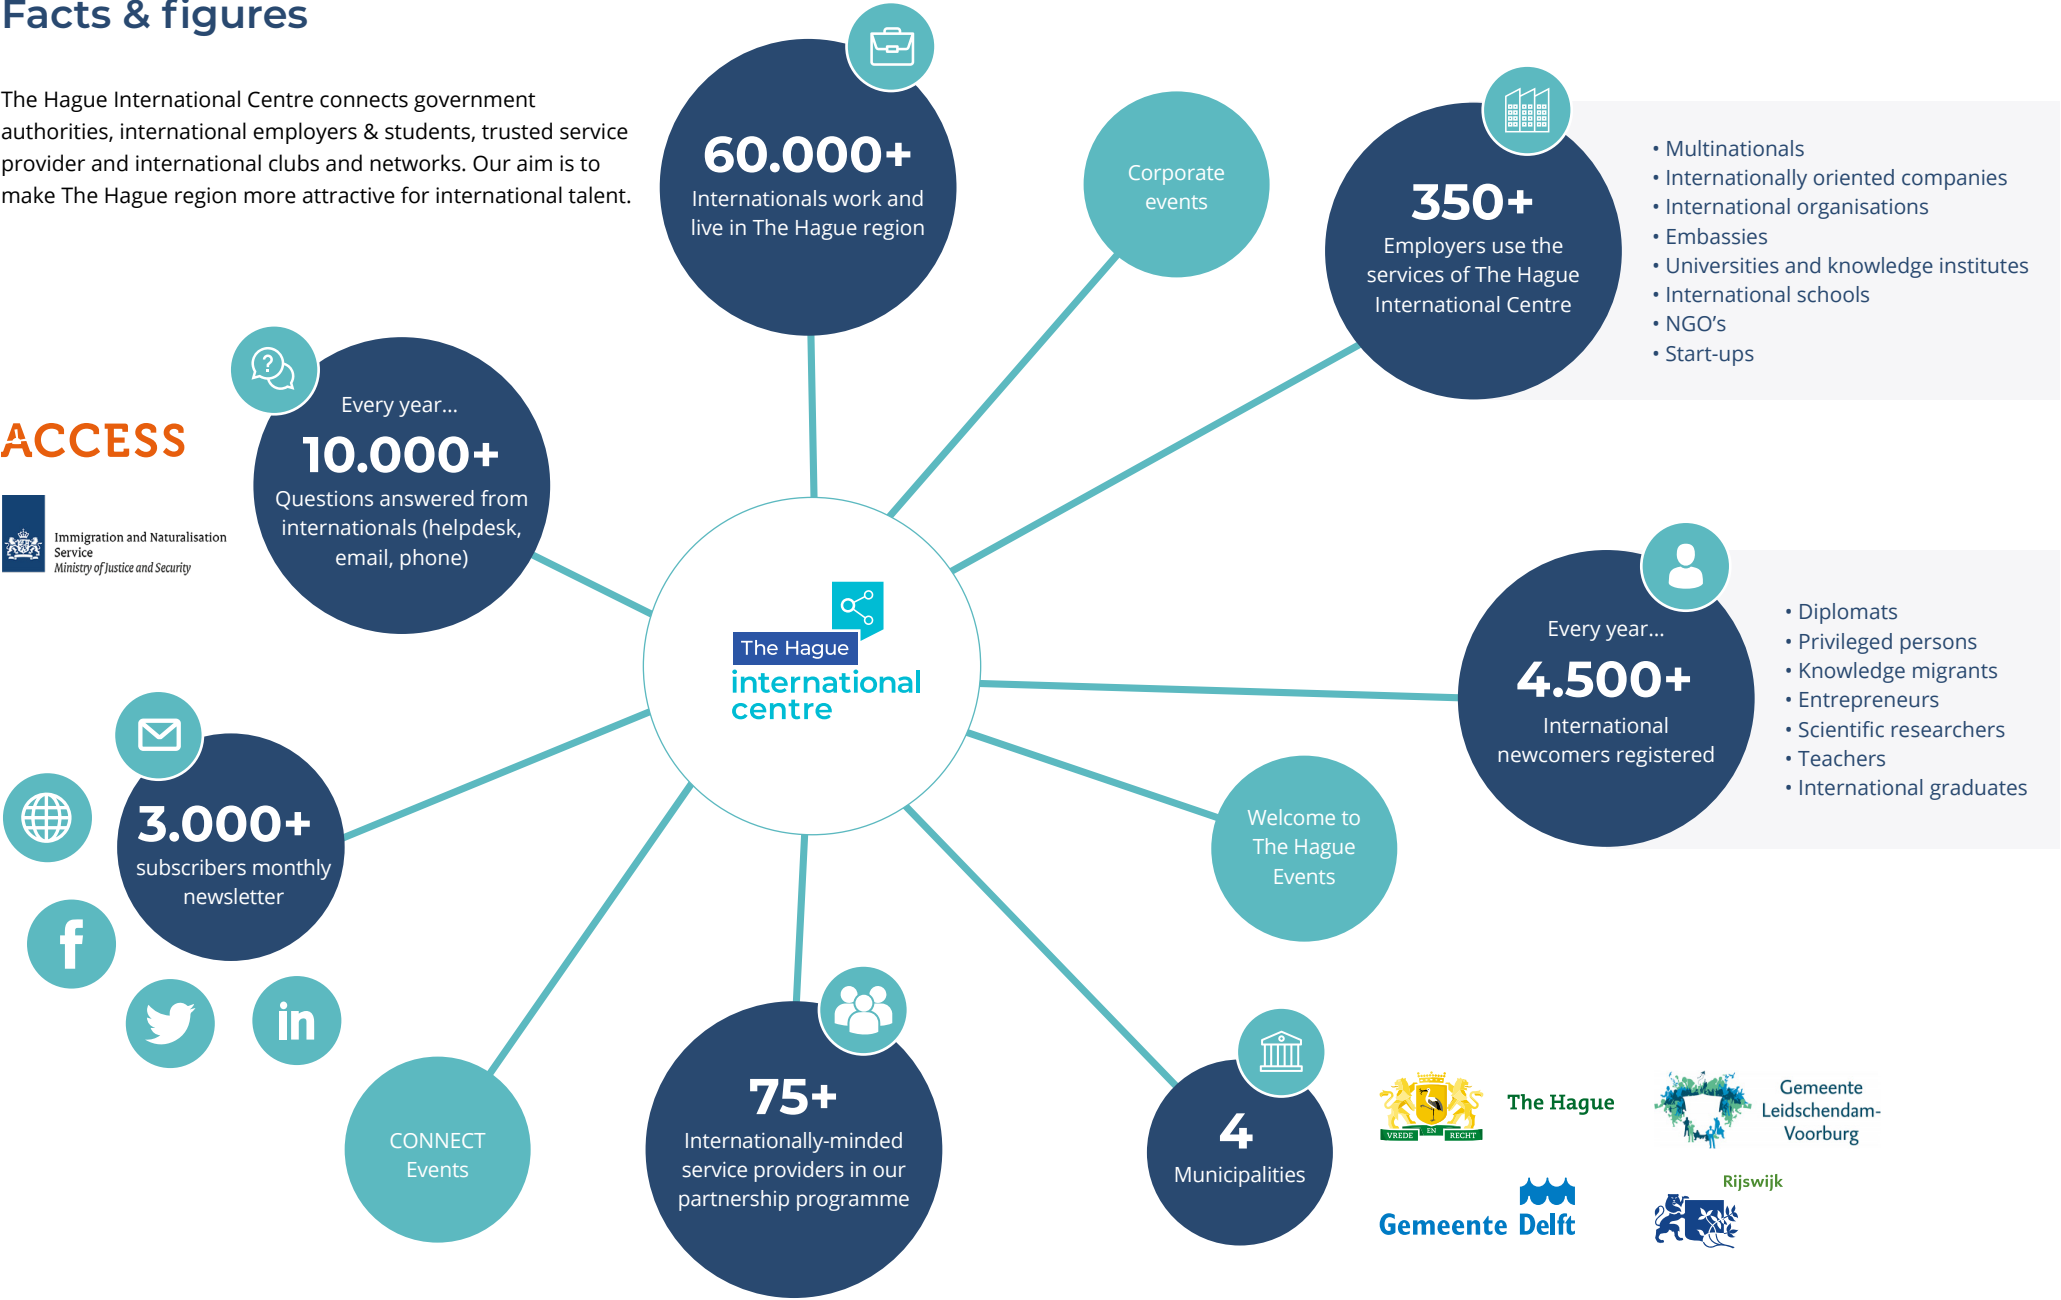 Facts & figures
The Hague International Centre connects government
authorities, international employers & students, trusted service
provider and international clubs and networks. Our aim is to
make The Hague region more attractive for international talent.
60.000+
Internationals work and
live in The Hague region
Corporate
events
350+
Employers use the
services of The Hague
International Centre
• Multinationals
• Internationally oriented companies
• International organisations
• Embassies
• Universities and knowledge institutes
• International schools
• NGO's
• Start-ups
ACCESS
Immigration and Naturalisation
Service
Ministry of Justice and Security
Every year...
10.000+
Questions answered from
internationals (helpdesk,
email, phone)
The Hague
international
centre
Every year...
4.500+
International
newcomers registered
• Diplomats
• Privileged persons
• Knowledge migrants
• Entrepreneurs
• Scientific researchers
• Teachers
• International graduates
3.000+
subscribers monthly
newsletter
f
in
Welcome to
The Hague
Events
CONNECT
Events
75+
Internationally-minded
service providers in our
partnership programme
4
Municipalities
VREDE EN RECHT
The Hague
Gemeente
Leidschendam-
Voorburg
Gemeente Delft
Rijswijk